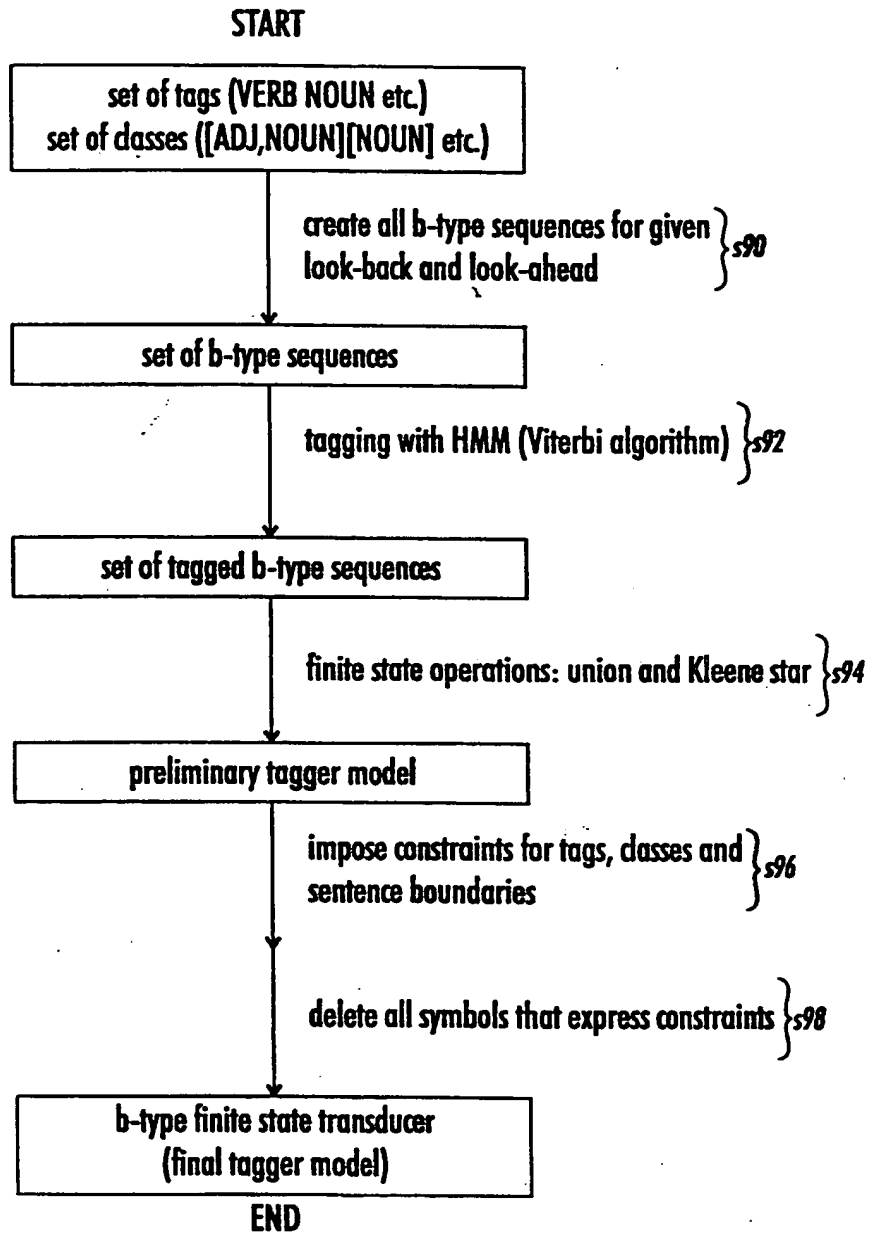 START
set of tags (VERB NOUN etc.)
set of classes ([ADJ,NOUN][NOUN] etc.)
create all b-type sequences for given
look-back and look-ahead
s90
set of b-type sequences
tagging with HMM (Viterbi algorithm)
s92
set of tagged b-type sequences
finite state operations: union and Kleene star
s94
preliminary tagger model
impose constraints for tags, classes and
sentence boundaries
s96
delete all symbols that express constraints
s98
b-type finite state transducer
(final tagger model)
END